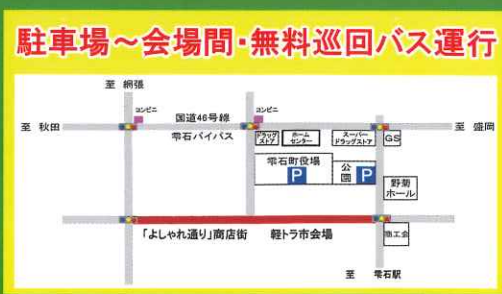 駐車場～会場間・無料巡回バス運行
至 網張
コンビニ
コンビニ
至 秋田
国道46号線
至 盛岡
雫石バイパス
ドラッグ
ストア
ホーム
センター
スーパー
ドラッグストア
GS
雫石町役場
P
公園
P
野菊
ホール
「よしゃれ通り」商店街 軽トラ市会場
商工会
至 雫石駅